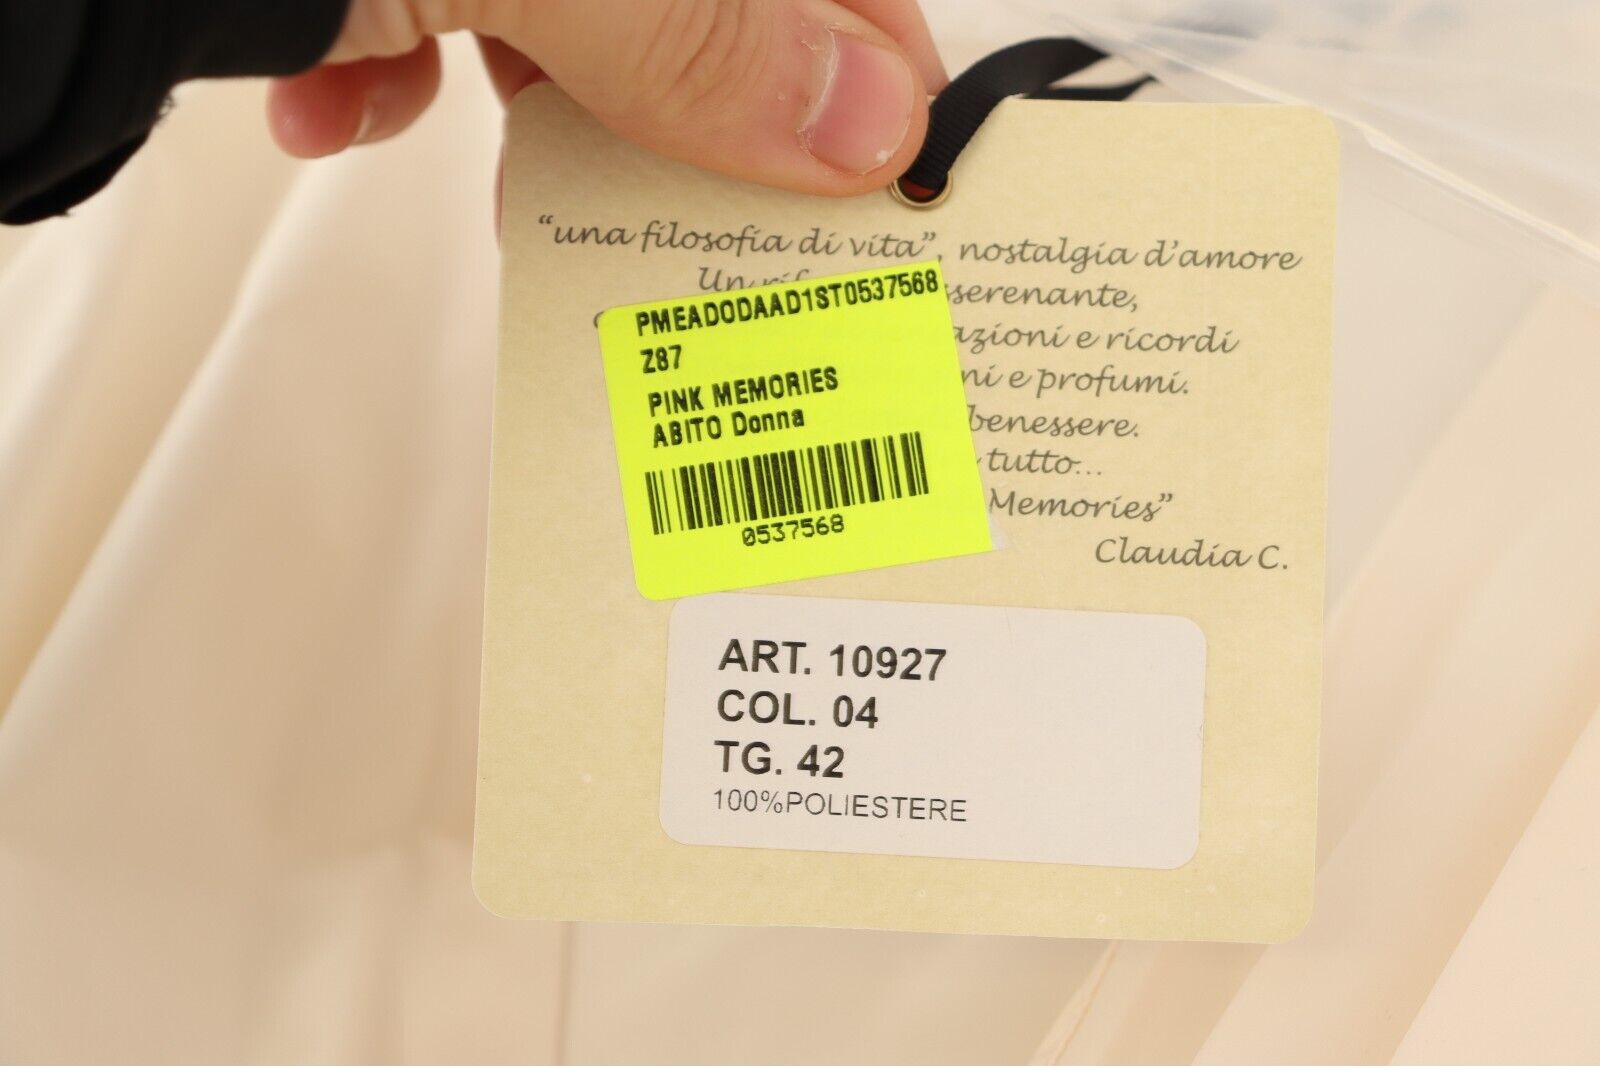 “una filosofia di vita”, nostalgia d’amore
Un
serenante,
azioni e ricordi
ni e profumi.
benessere.
tutto...
Memories”
Claudia C.
PMEADODAAD1ST0537568
Z87
PINK MEMORIES
ABITO Donna
0537568
ART. 10927
COL. 04
TG. 42
100%POLIESTERE